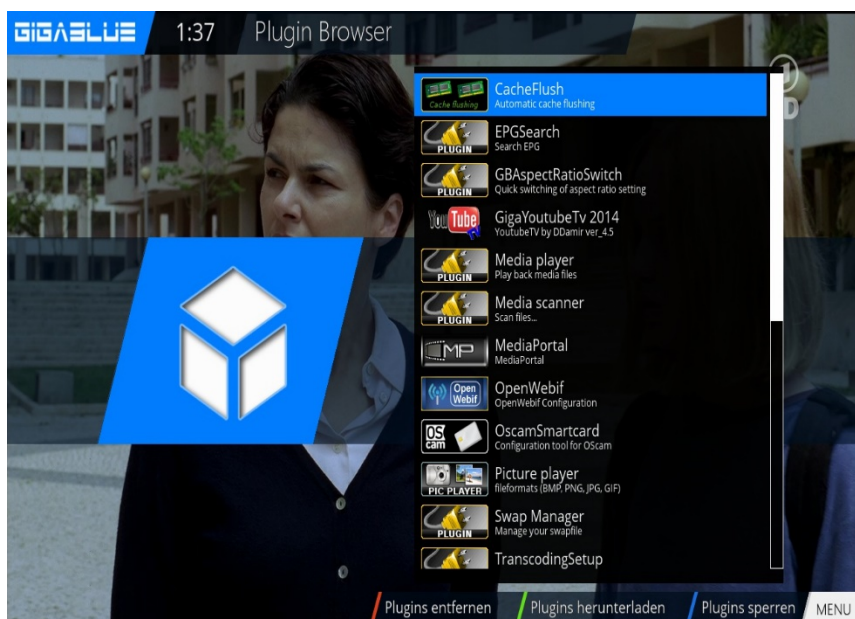 GIGABLUE 1:37 Plugin Browser
Cache flushing
CacheFlush
Automatic cache flushing
PLUGIN
EPGSearch
Search EPG
PLUGIN
GBAspectRatioSwitch
Quick switching of aspect ratio setting
You Tube
GigaYoutubeTv 2014
YoutubeTV by DDamir ver_4.5
PLUGIN
Media player
Play back media files
PLUGIN
Media scanner
Scan files...
MP
MediaPortal
MediaPortal
Open Webif
OpenWebif
OpenWebif Configuration
OS cam
OscamSmartcard
Configuration tool for OScam
PIC PLAYER
Picture player
fileformats (BMP, PNG, JPG, GIF)
PLUGIN
Swap Manager
Manage your swapfile
TranscodingSetup
Plugins entfernen Plugins herunterladen Plugins sperren MENU